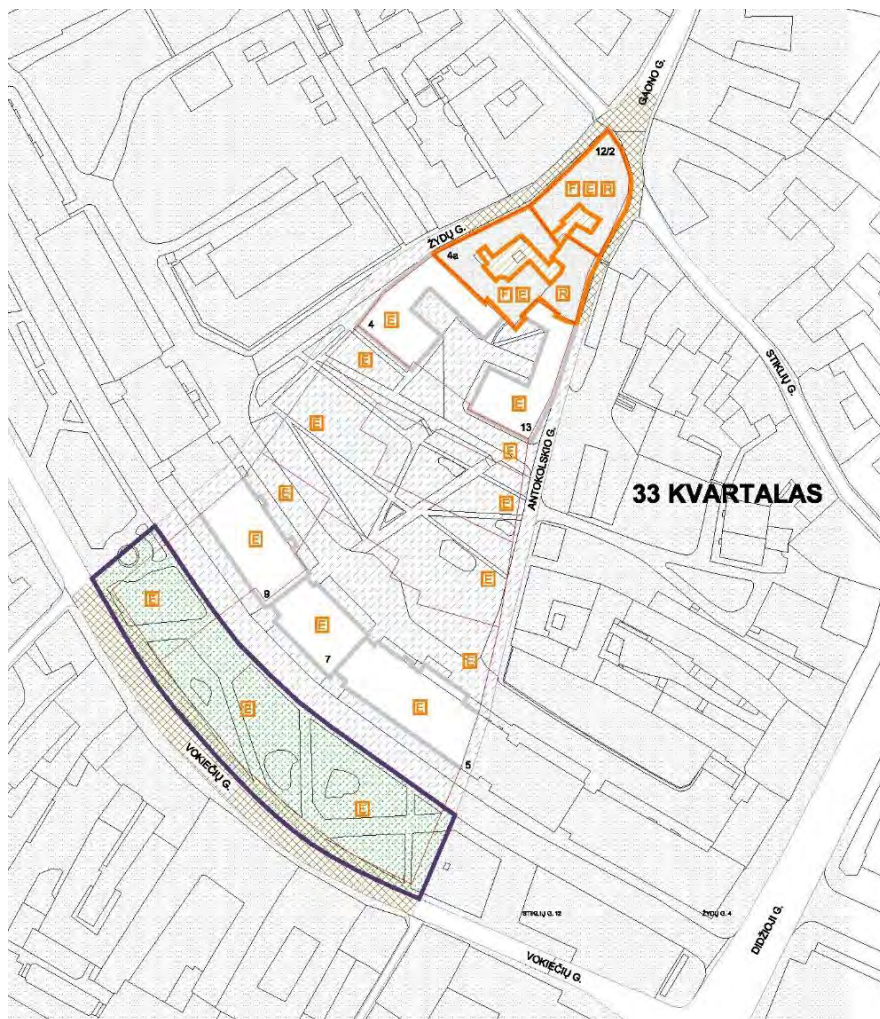 GAONO G.
12/2
F E R
ŽYDŲ G.
4a
F E R
4
E
E
STIKLIŲ G.
E
13
E
E
ANTOKOLSKIO G.
33 KVARTALAS
E
E
E
E
9
E
E
E
7
E
E
5
E
VOKIEČIŲ G.
E
STIKLIŲ G. 12
ŽYDŲ G. 4
DIDŽIOJI G.
VOKIEČIŲ G.